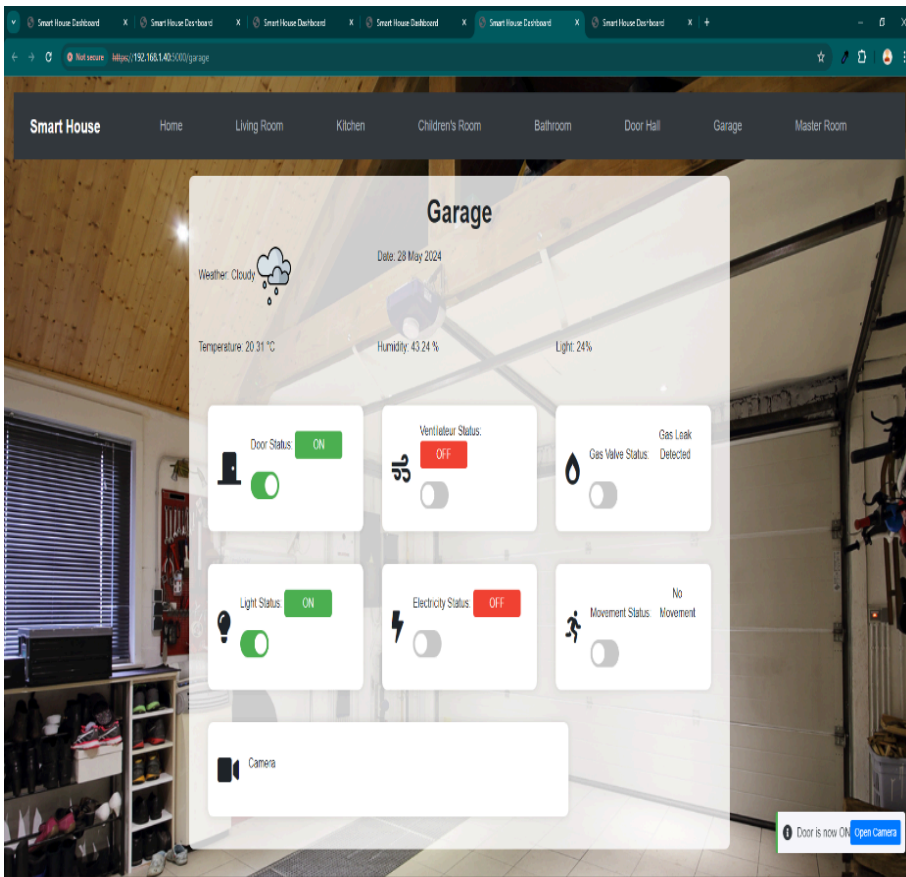 Smart House Dashboard
Smart House Dashboard
Smart House Dashboard
Smart House Dashboard
Smart House Dashboard
Smart House Dashboard
Not secure https://192.168.1.40:5000/garage
Smart House Home Living Room Kitchen Children's Room Bathroom Door Hall Garage Master Room
Garage
Weather: Cloudy
Date: 28 May 2024
Temperature: 20.31 °C
Humidity: 43.24 %
Light: 24%
Door Status: ON
Ventilateur Status:
OFF
Gas Valve Status:
Gas Leak
Detected
Light Status: ON
Electricity Status: OFF
Movement Status:
No
Movement
Camera
Door is now ON Open Camera